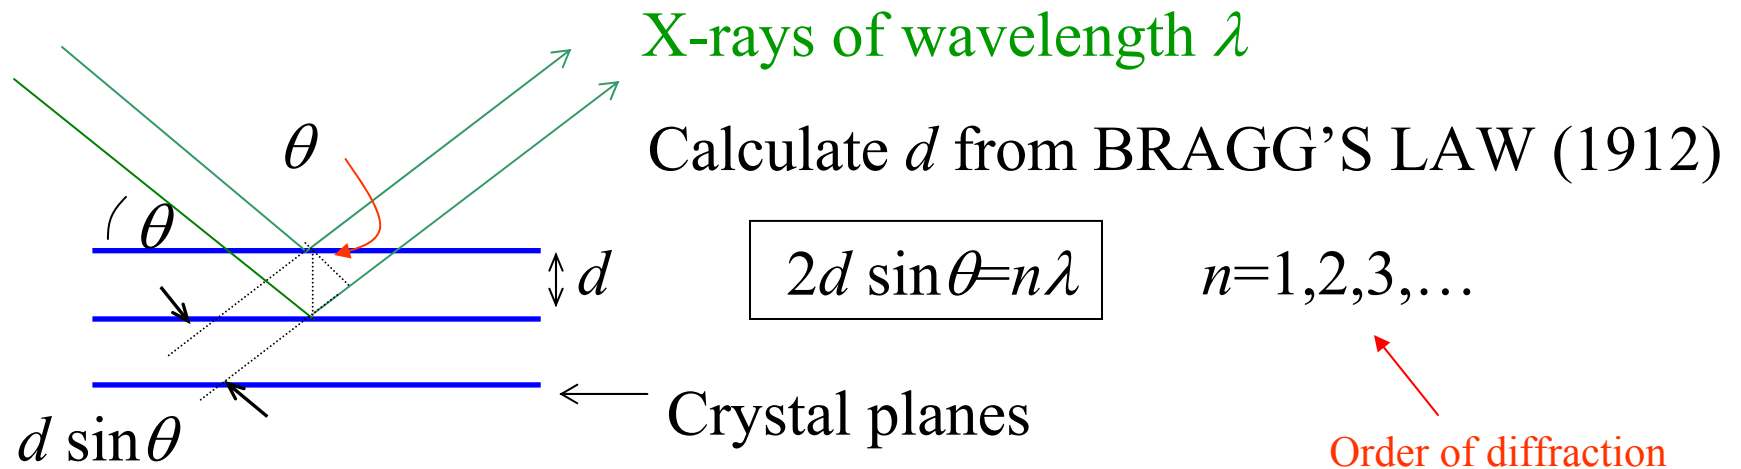 X-rays of wavelength λ
θ
Calculate d from BRAGG’S LAW (1912)
θ
d
2d sinθ=nλ
n=1,2,3,…
Crystal planes
d sinθ
Order of diffraction